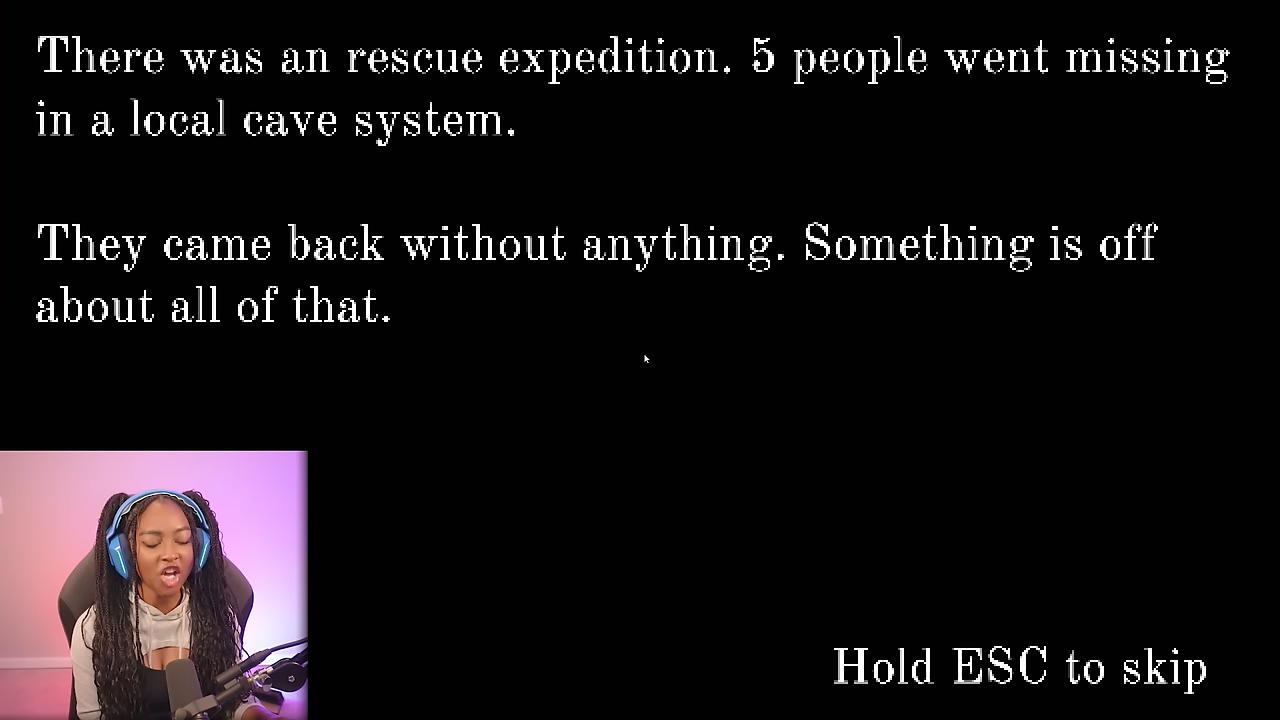 There was an rescue expedition. 5 people went missing
in a local cave system.
They came back without anything. Something is off
about all of that.
Hold ESC to skip